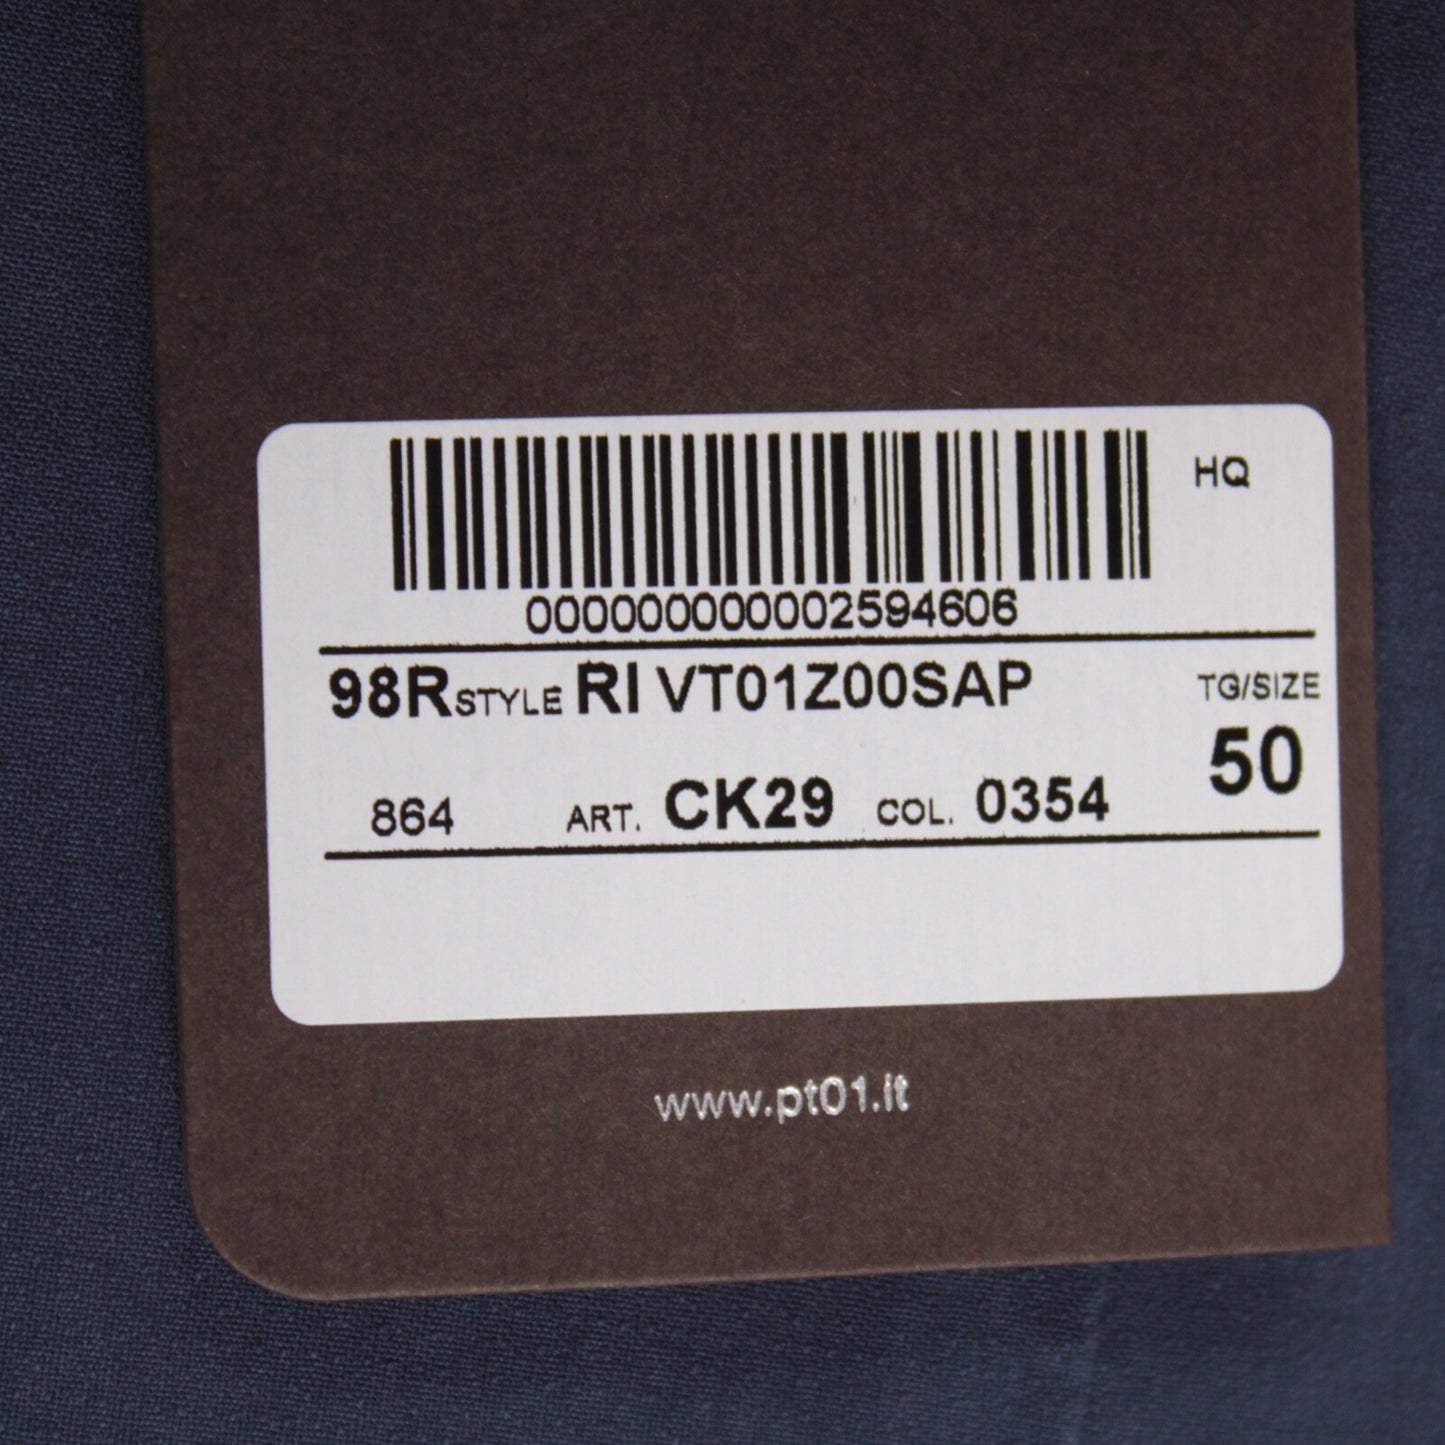 HQ
000000000002594606
98R STYLE RI VT01Z00SAP
TG/SIZE
50
864 ART. CK29 COL. 0354
www.pt01.it